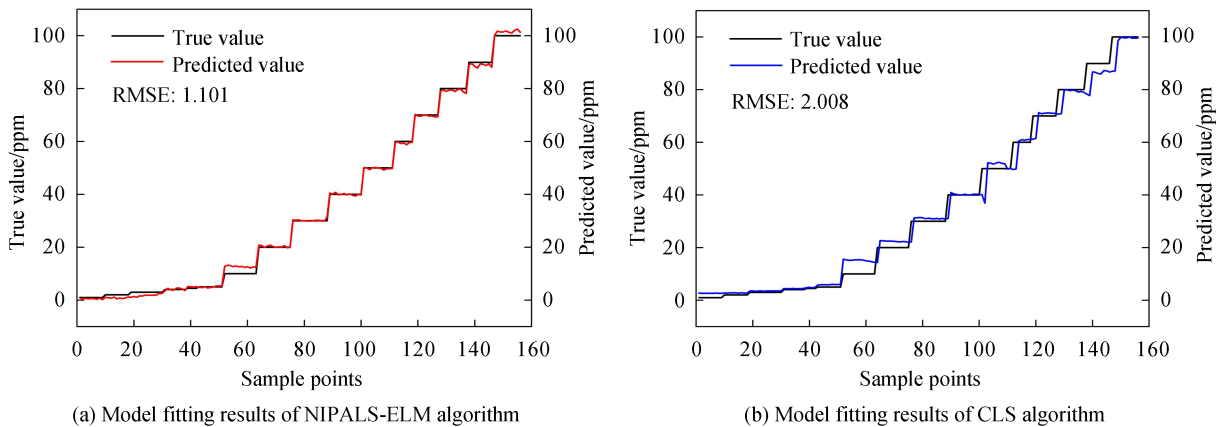 100
80
60
40
20
0
True value/ppm
True value
Predicted value
RMSE: 1.101
100
80
60
40
20
0
Predicted value/ppm
0 20 40 60 80 100 120 140 160
Sample points
(a) Model fitting results of NIPALS-ELM algorithm
100
80
60
40
20
0
True value/ppm
True value
Predicted value
RMSE: 2.008
100
80
60
40
20
0
Predicted value/ppm
0 20 40 60 80 100 120 140 160
Sample points
(b) Model fitting results of CLS algorithm